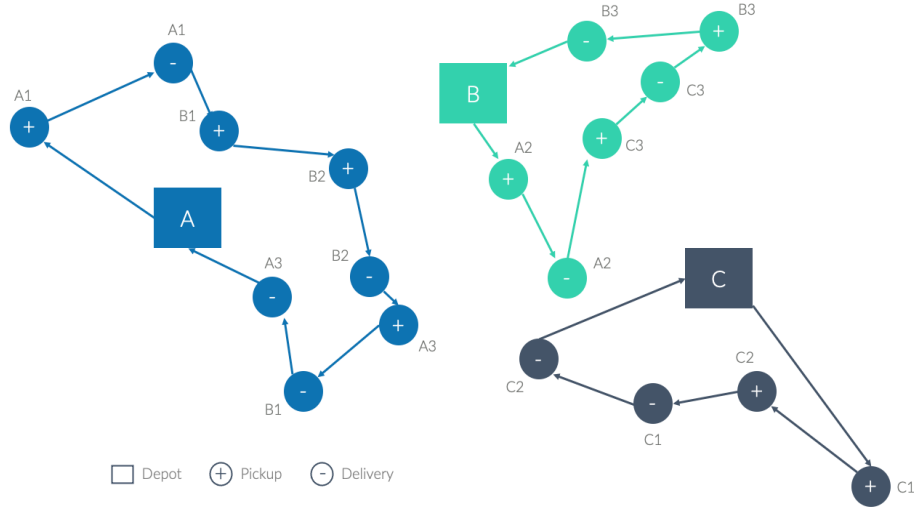 A1
-
A1
+
B1
+
B2
+
A
A3
-
B2
-
+
A3
B1
-
B3
-
B3
+
B
C3
-
C3
+
A2
+
A2
-
C
C2
-
C2
+
C1
-
C1
+
Depot
+ Pickup
- Delivery